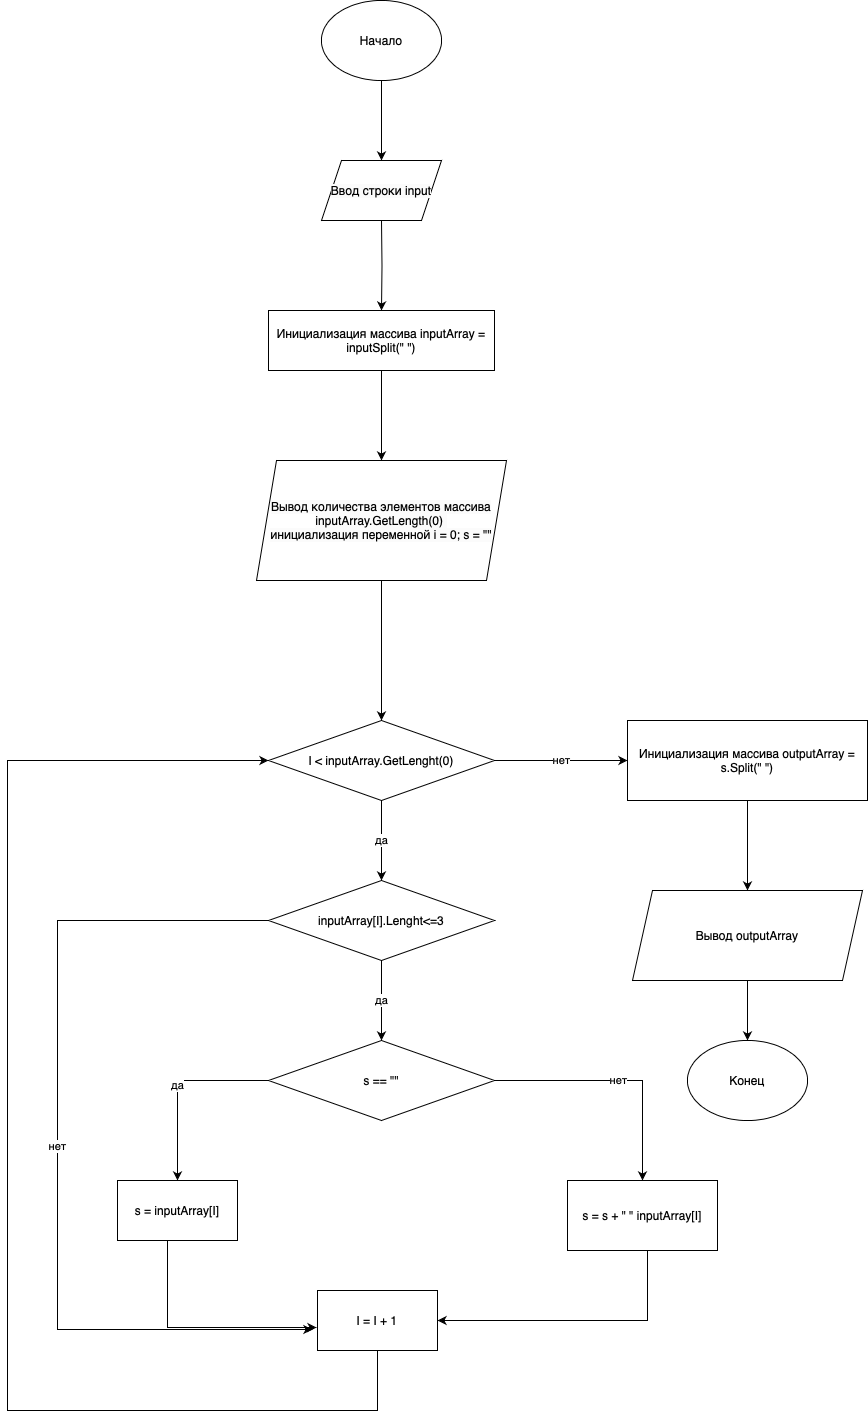 Начало
Ввод строки input
Инициализация массива inputArray =
inputSplit(" ")
Вывод количества элементов массива
inputArray.GetLength(0)
инициализация переменной i = 0; s = ""
I < inputArray.GetLenght(0)
нет
Инициализация массива outputArray =
s.Split(" ")
да
inputArray[I].Lenght<=3
Вывод outputArray
да
s == ""
Конец
да
нет
нет
s = inputArray[I]
s = s + " " inputArray[I]
I = I + 1